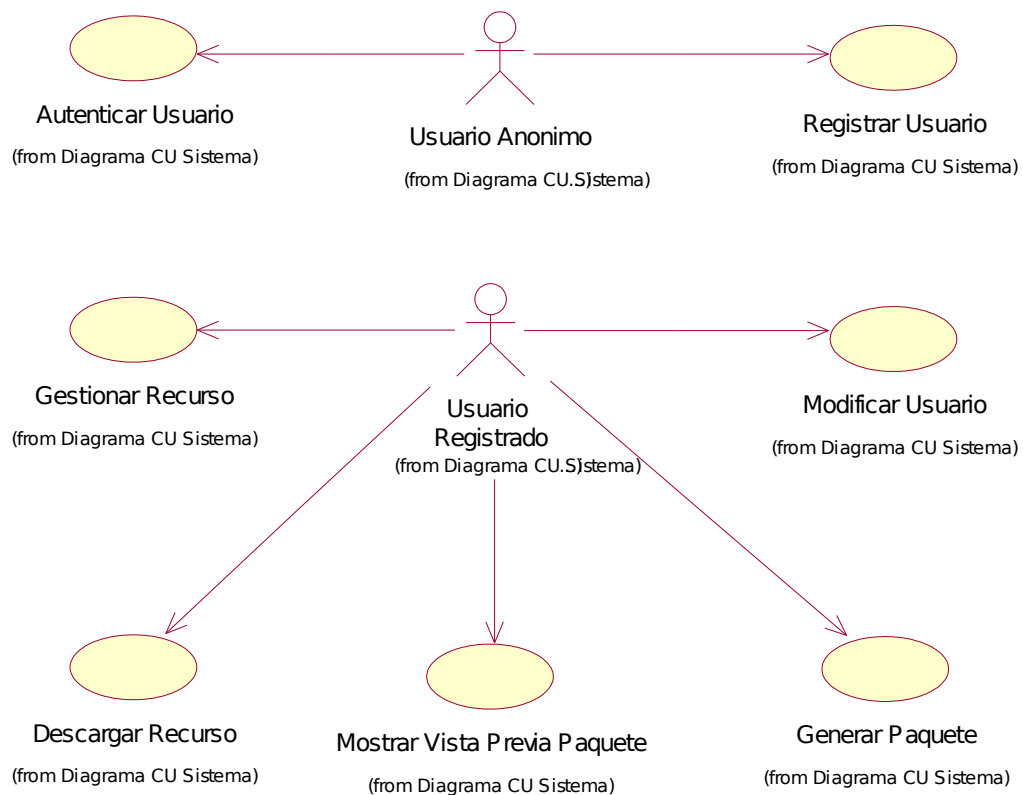 Autenticar Usuario
(from Diagrama CU Sistema)
Usuario Anonimo
(from Diagrama CU.S)istema)
Registrar Usuario
(from Diagrama CU Sistema)
Gestionar Recurso
(from Diagrama CU Sistema)
Usuario
Registrado
(from Diagrama CU.S)istema)
Modificar Usuario
(from Diagrama CU Sistema)
Descargar Recurso
(from Diagrama CU Sistema)
Mostrar Vista Previa Paquete
(from Diagrama CU Sistema)
Generar Paquete
(from Diagrama CU Sistema)